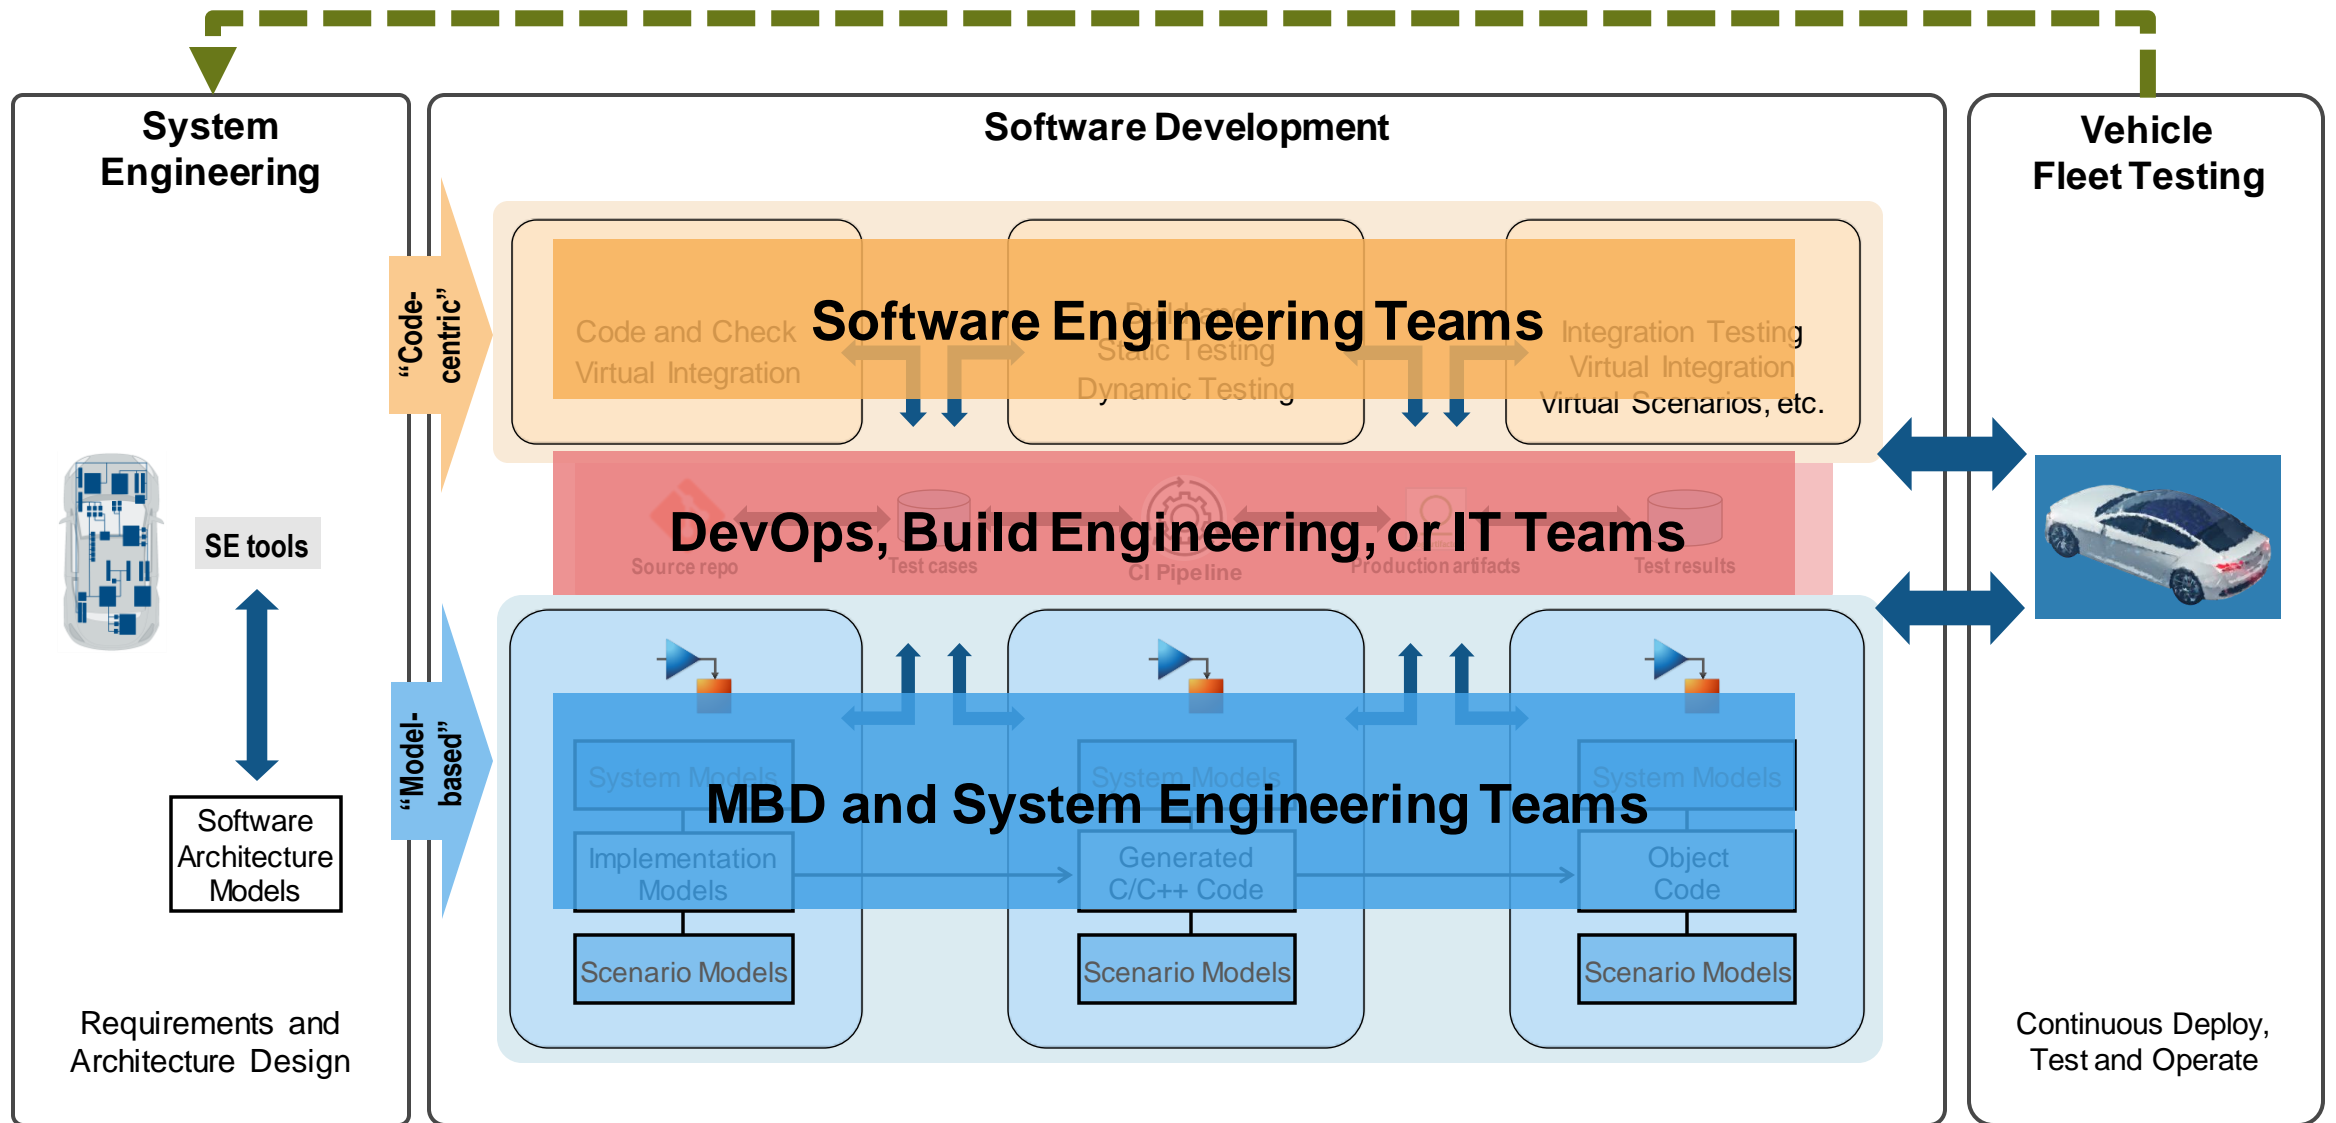 System
Engineering
Software Development
Vehicle
Fleet Testing
“Code-
centric”
Software Engineering Teams
Code and Check
Virtual Integration
Build and
Static Testing
Dynamic Testing
Integration Testing
Virtual Integration
Virtual Scenarios, etc.
DevOps, Build Engineering, or IT Teams
Source repo
Test cases
CI Pipeline
Production artifacts
Test results
SE tools
Software
Architecture
Models
“Model-
based”
MBD and System Engineering Teams
System Models
Implementation
Models
Scenario Models
System Models
Generated
C/C++ Code
Scenario Models
System Models
Object
Code
Scenario Models
Requirements and
Architecture Design
Continuous Deploy,
Test and Operate